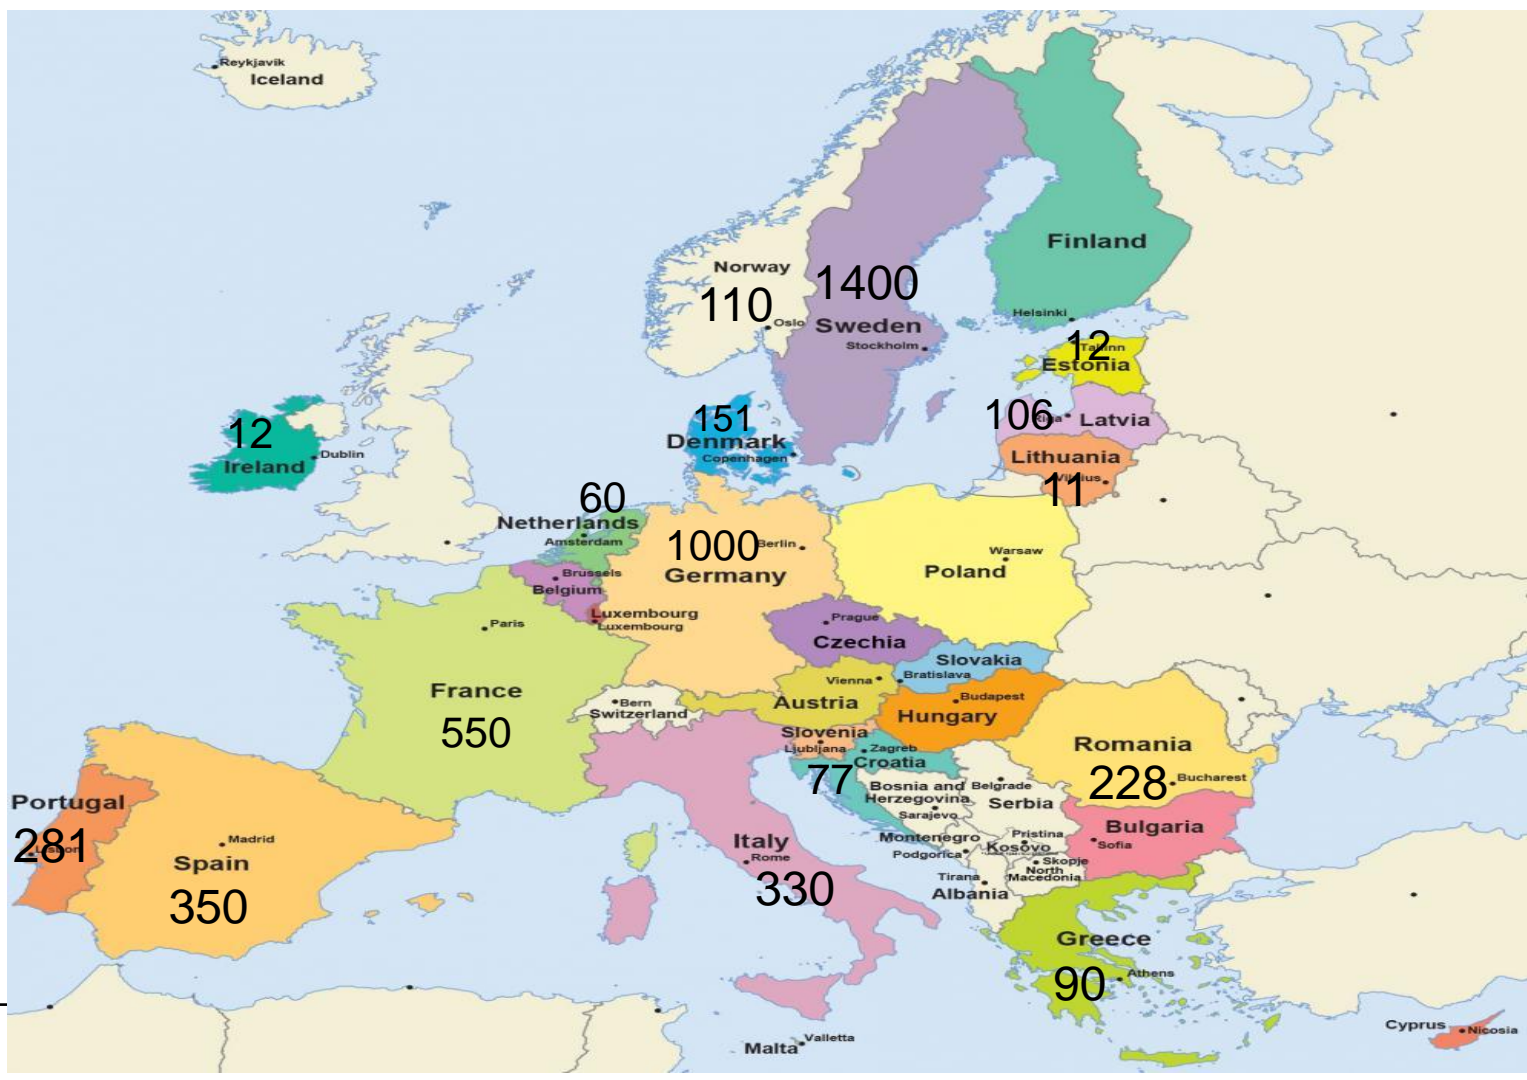 Reykjavik
Iceland
Finland
Norway
110
Oslo
1400
Sweden
Stockholm
Helsinki
12
Tallinn
Estonia
106
Riga
Latvia
Lithuania
Vilnius
11
12
Ireland
Dublin
151
Denmark
Copenhagen
60
Netherlands
Amsterdam
1000
Berlin
Germany
Warsaw
Poland
Brussels
Belgium
Luxembourg
Luxembourg
Paris
France
550
Prague
Czechia
Slovakia
Bratislava
Vienna
Austria
Budapest
Hungary
Bern
Switzerland
Slovenia
Ljubljana
Zagreb
Croatia
77
Romania
228
Bucharest
Bosnia and
Herzegovina
Sarajevo
Belgrade
Serbia
Montenegro
Podgorica
Pristina
Kosovo
Skopje
North
Macedonia
Tirana
Albania
Bulgaria
Sofia
Portugal
281
Lisbon
Madrid
Spain
350
Italy
Rome
330
Greece
90
Athens
Malta
Valletta
Cyprus
Nicosia